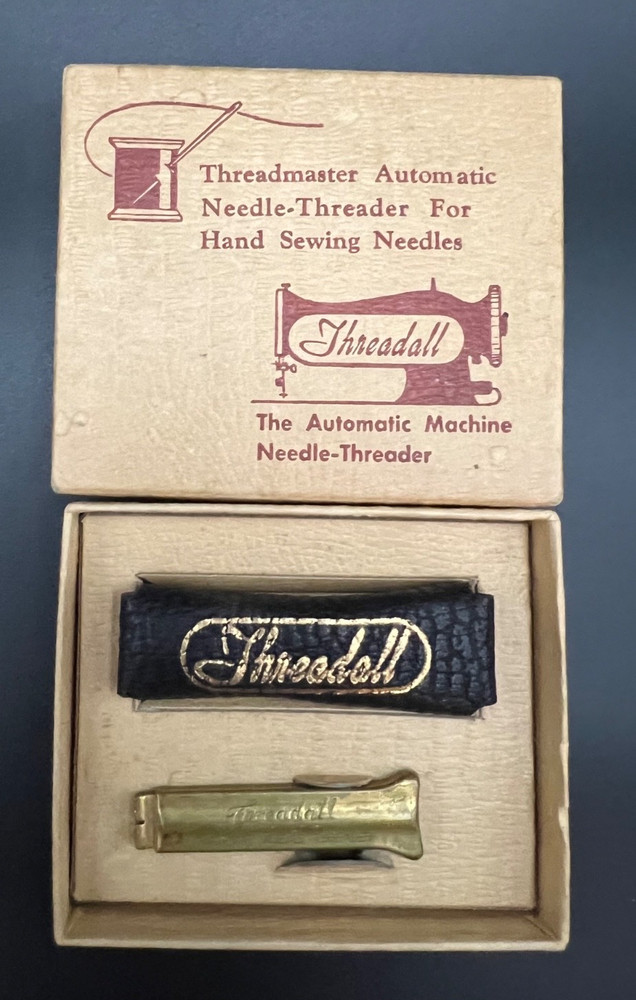 Threadmaster Automatic
Needle-Threader For
Hand Sewing Needles
Threadall
The Automatic Machine
Needle-Threader
Threadall
Threadall